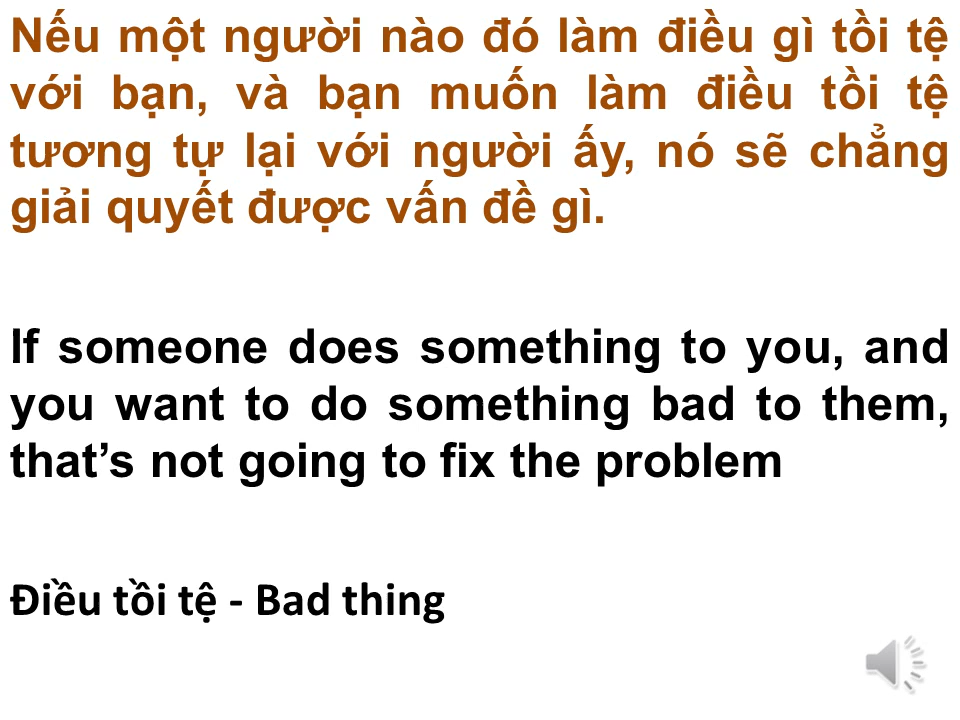 Nếu một người nào đó làm điều gì tồi tệ
với bạn, và bạn muốn làm điều tồi tệ
tương tự lại với người ấy, nó sẽ chẳng
giải quyết được vấn đề gì.
If someone does something to you, and
you want to do something bad to them,
that’s not going to fix the problem
Điều tồi tệ - Bad thing